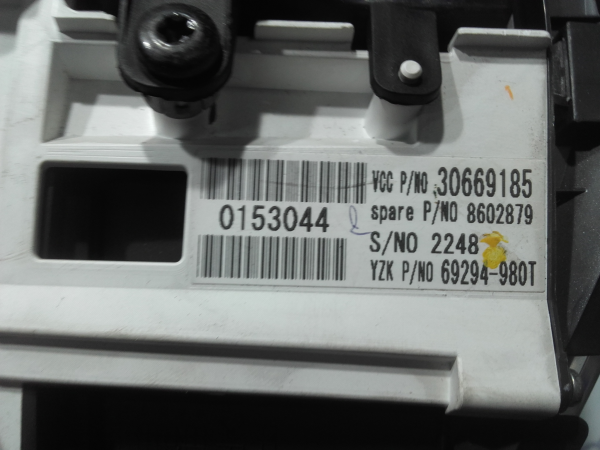 VCC P/NO 30669185
0153044
spare P/NO 8602879
S/NO 2248
YZK P/NO 69294-980T